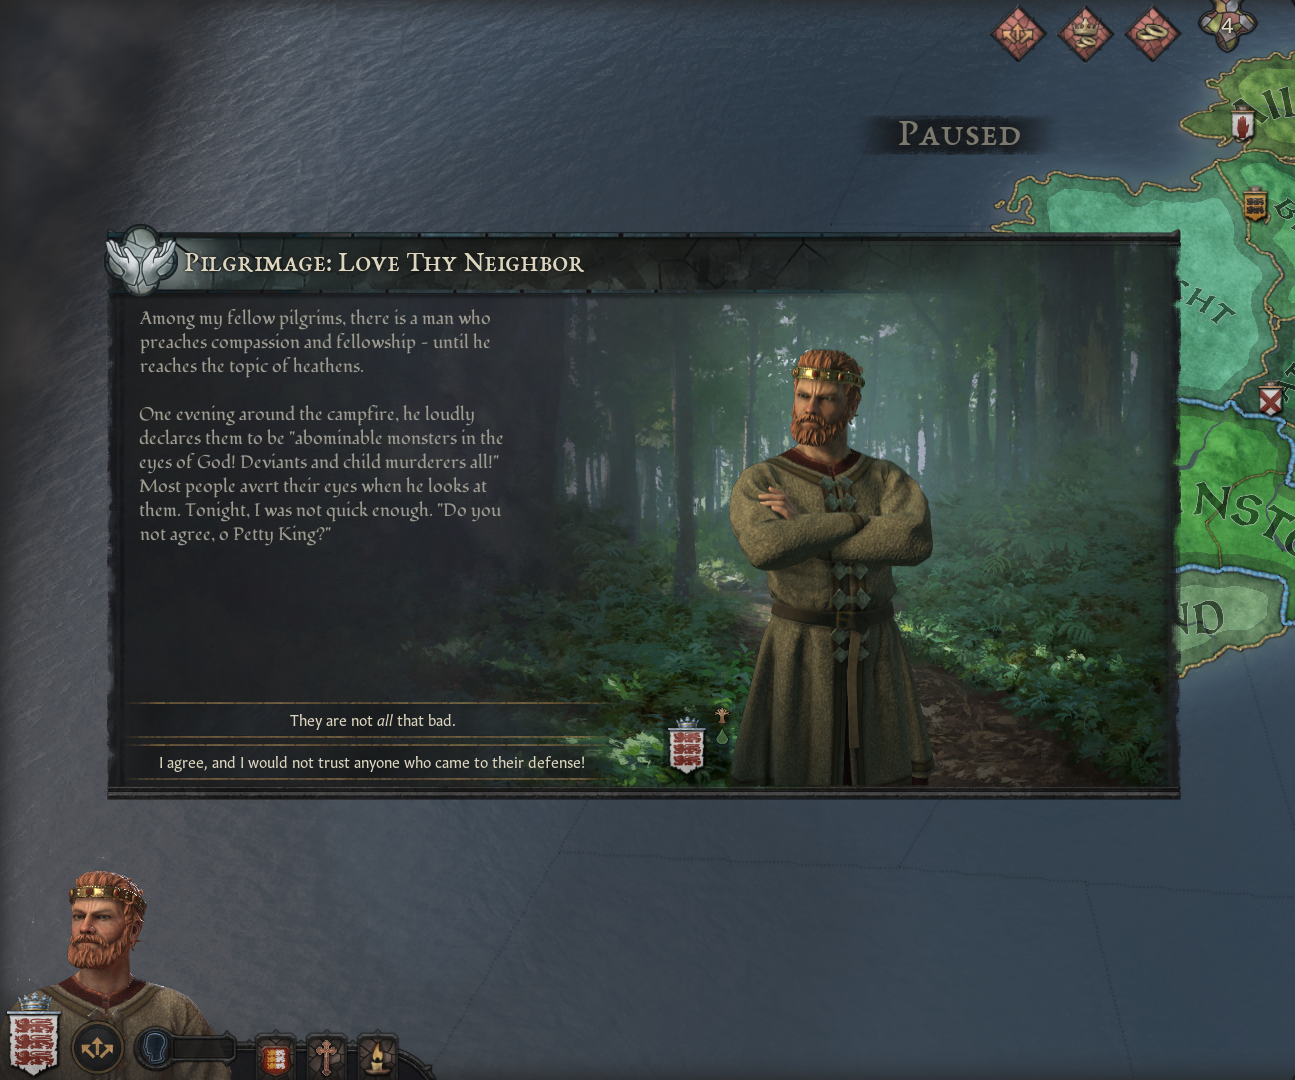 4
PAUSED
PILGRIMAGE: LOVE THY NEIGHBOR
Among my fellow pilgrims, there is a man who
preaches compassion and fellowship - until he
reaches the topic of heathens.
One evening around the campfire, he loudly
declares them to be "abominable monsters in the
eyes of God! Deviants and child murderers all!"
Most people avert their eyes when he looks at
them. Tonight, I was not quick enough. "Do you
not agree, o Petty King?"
They are not all that bad.
I agree, and I would not trust anyone who came to their defense!